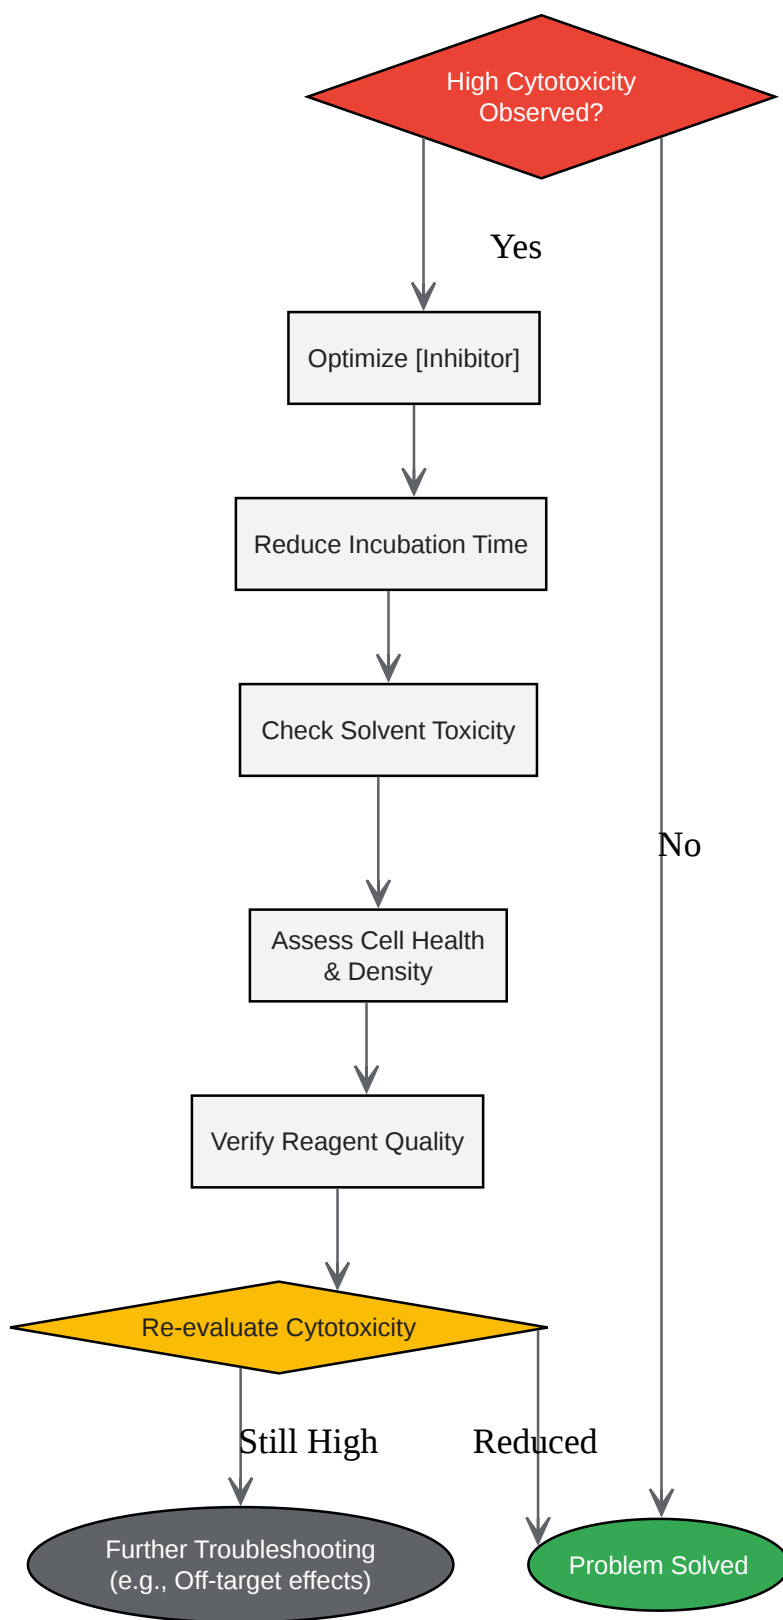 High Cytotoxicity
Observed?
Yes
Optimize [Inhibitor]
Reduce Incubation Time
Check Solvent Toxicity
No
Assess Cell Health
& Density
Verify Reagent Quality
Re-evaluate Cytotoxicity
Still High
Reduced
Further Troubleshooting
(e.g., Off-target effects)
Problem Solved